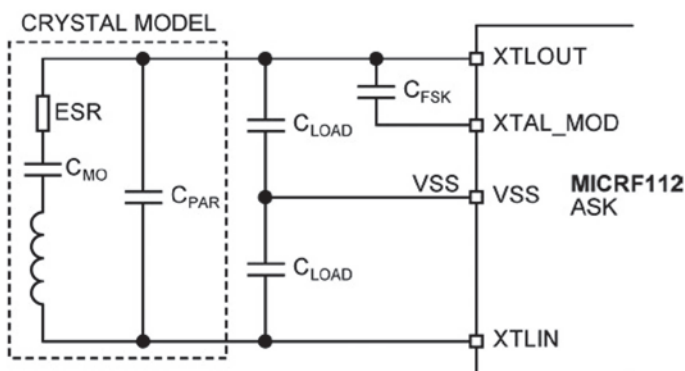 CRYSTAL MODEL
XTLOUT
ESR
CFSK
CLOAD
XTAL_MOD
CMO
CPAR
VSS
VSS
MICRF112
ASK
CLOAD
XTLIN